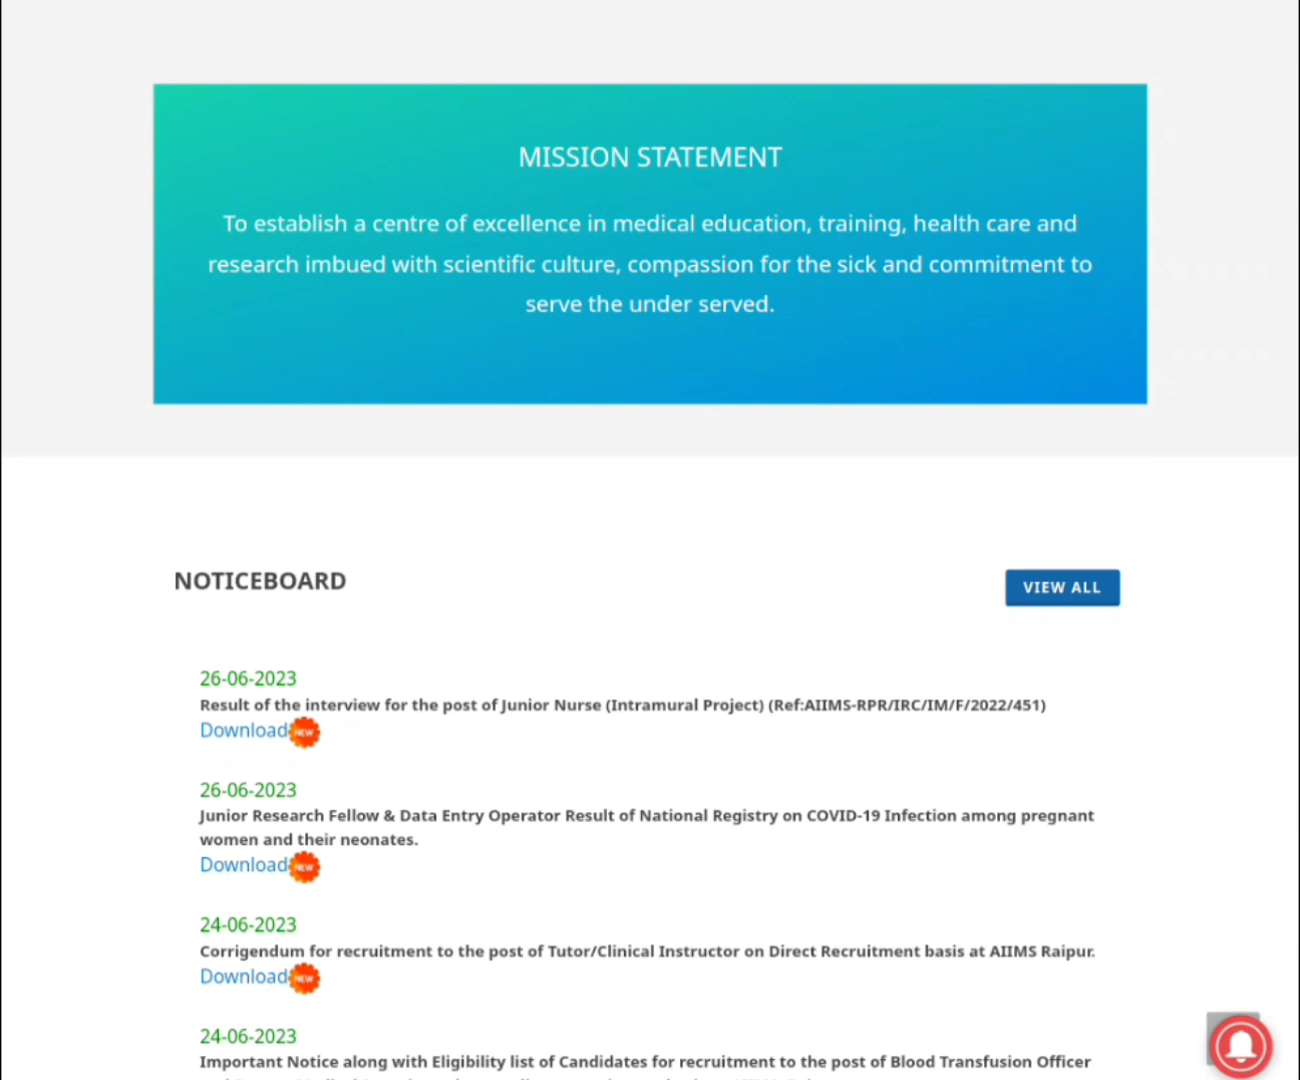 MISSION STATEMENT
To establish a centre of excellence in medical education, training, health care and
research imbued with scientific culture, compassion for the sick and commitment to
serve the under served.
NOTICEBOARD
VIEW ALL
26-06-2023
Result of the interview for the post of Junior Nurse (Intramural Project) (Ref:AIIMS-RPR/IRC/IM/F/2022/451)
Download NEW
26-06-2023
Junior Research Fellow & Data Entry Operator Result of National Registry on COVID-19 Infection among pregnant
women and their neonates.
Download NEW
24-06-2023
Corrigendum for recruitment to the post of Tutor/Clinical Instructor on Direct Recruitment basis at AIIMS Raipur.
Download NEW
24-06-2023
Important Notice along with Eligibility list of Candidates for recruitment to the post of Blood Transfusion Officer